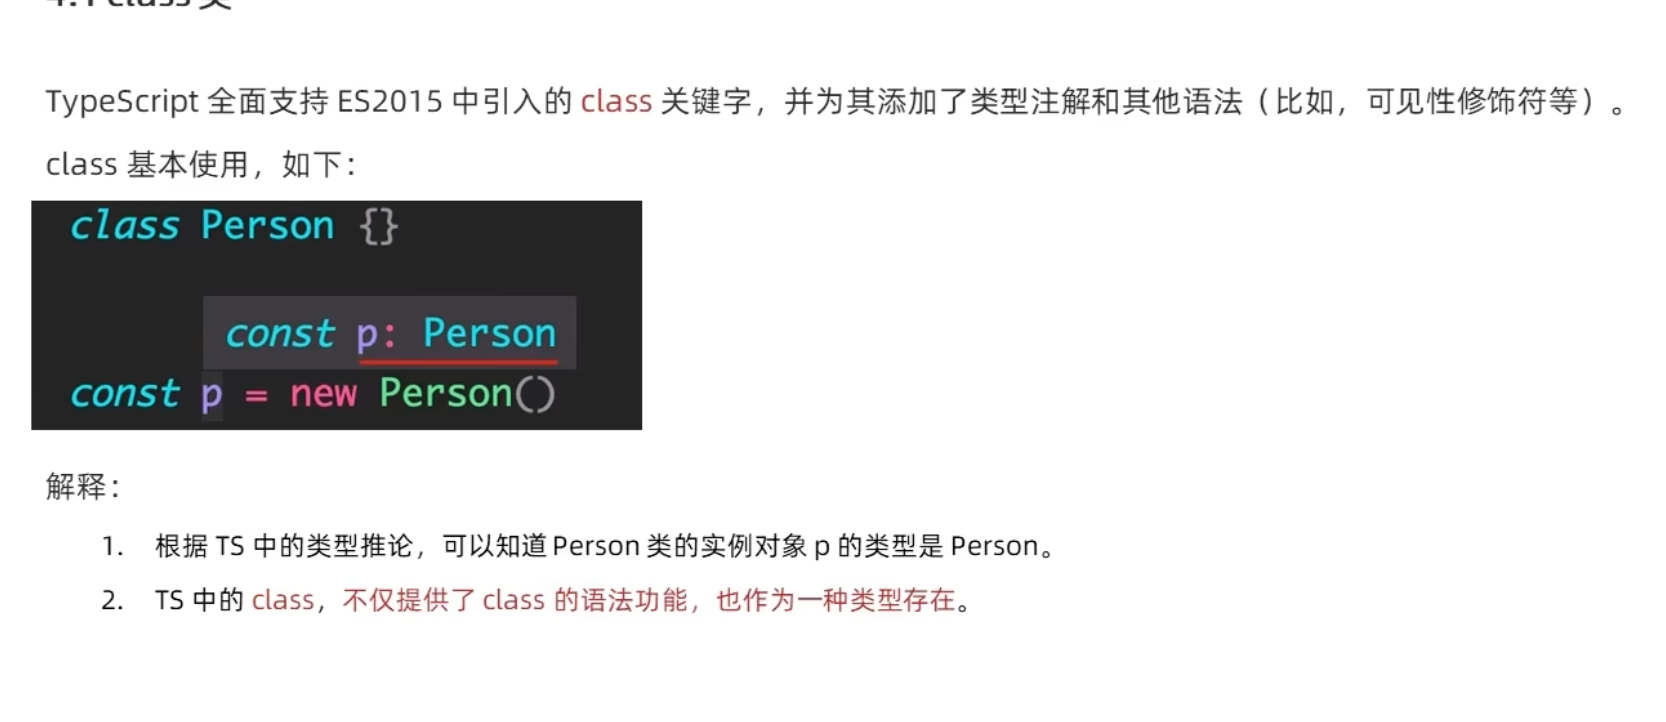 4.1 class 类
TypeScript 全面支持 ES2015 中引入的 class 关键字，并为其添加了类型注解和其他语法（比如，可见性修饰符等）。
class 基本使用，如下：
class Person {}
const p: Person
const p = new Person()
解释：
1. 根据 TS 中的类型推论，可以知道 Person 类的实例对象 p 的类型是 Person。
2. TS 中的 class，不仅提供了 class 的语法功能，也作为一种类型存在。